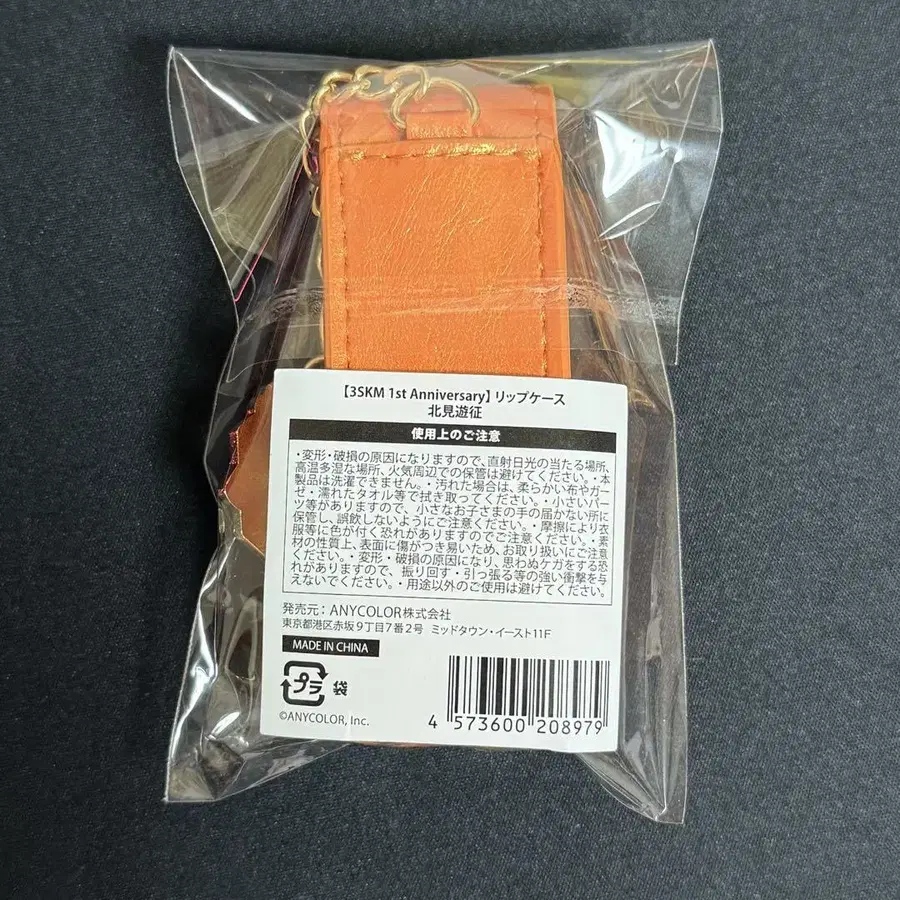 【3SKM 1st Anniversary】リップケース
北見遊征
使用上のご注意
・変形・破損の原因になりますので、直射日光の当たる場所、
高温多湿な場所、火気周辺での保管は避けてください。・本
製品は洗濯できません。・汚れた場合は、柔らかい布やガー
ゼ・濡れたタオル等で拭き取ってください。・小さいパー
ツ等がありますので、小さなお子さまの手の届かない所に
保管し、誤飲しないようにご注意ください。・摩擦により衣
服等に色が付く恐れがありますのでご注意ください。・素
材の性質上、表面に傷がつき易いため、お取り扱いにご注意
ください。・変形・破損の原因になり、思わぬケガをする恐
れがありますので、振り回す・引っ張る等の強い衝撃を与
えないでください。・用途以外のご使用は避けてください。
発売元：ANYCOLOR株式会社
東京都港区赤坂9丁目7番2号 ミッドタウン・イースト11F
MADE IN CHINA
プラ 袋
©ANYCOLOR, Inc.
4 573600 208979